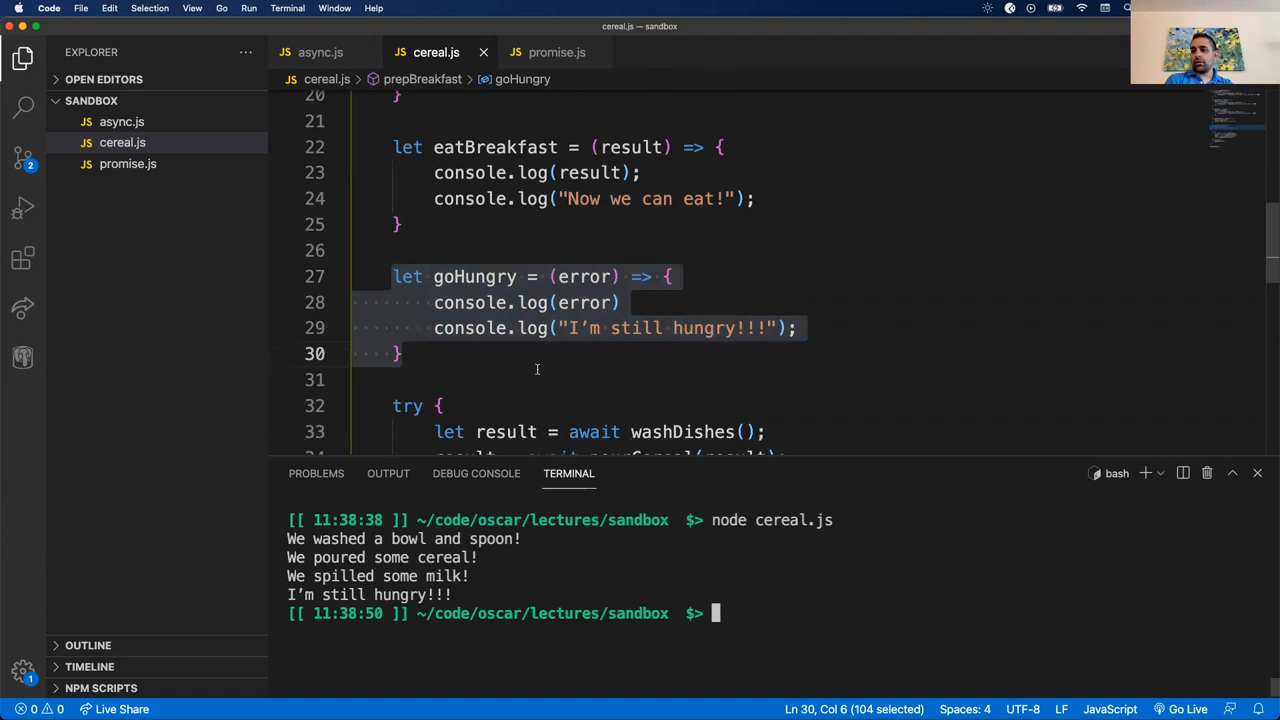 Code File Edit Selection View Go Run Terminal Window Help
cereal.js — sandbox
EXPLORER
JS async.js
JS cereal.js
JS promise.js
OPEN EDITORS
JS cereal.js > prepBreakfast > goHungry
SANDBOX
JS async.js
JS cereal.js
JS promise.js
20 }
21
22 let eatBreakfast = (result) => {
23 console.log(result);
24 console.log("Now we can eat!");
25 }
26
27 let goHungry = (error) => {
28 console.log(error)
29 console.log("I’m still hungry!!!");
30 }
31
32 try {
33 let result = await washDishes();
PROBLEMS OUTPUT DEBUG CONSOLE TERMINAL
bash
[[ 11:38:38 ]] ~/code/oscar/lectures/sandbox $> node cereal.js
We washed a bowl and spoon!
We poured some cereal!
We spilled some milk!
I’m still hungry!!!
[[ 11:38:50 ]] ~/code/oscar/lectures/sandbox $>
OUTLINE
TIMELINE
NPM SCRIPTS
2
1
0 0 Live Share
Ln 30, Col 6 (104 selected) Spaces: 4 UTF-8 LF JavaScript Go Live